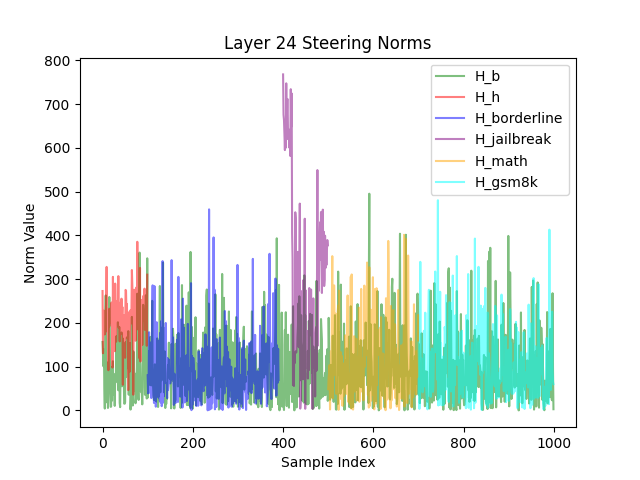 Layer 24 Steering Norms
800
700
600
500
400
300
200
100
0
Norm Value
H_b
H_h
H_borderline
H_jailbreak
H_math
H_gsm8k
0
200
400
600
800
1000
Sample Index